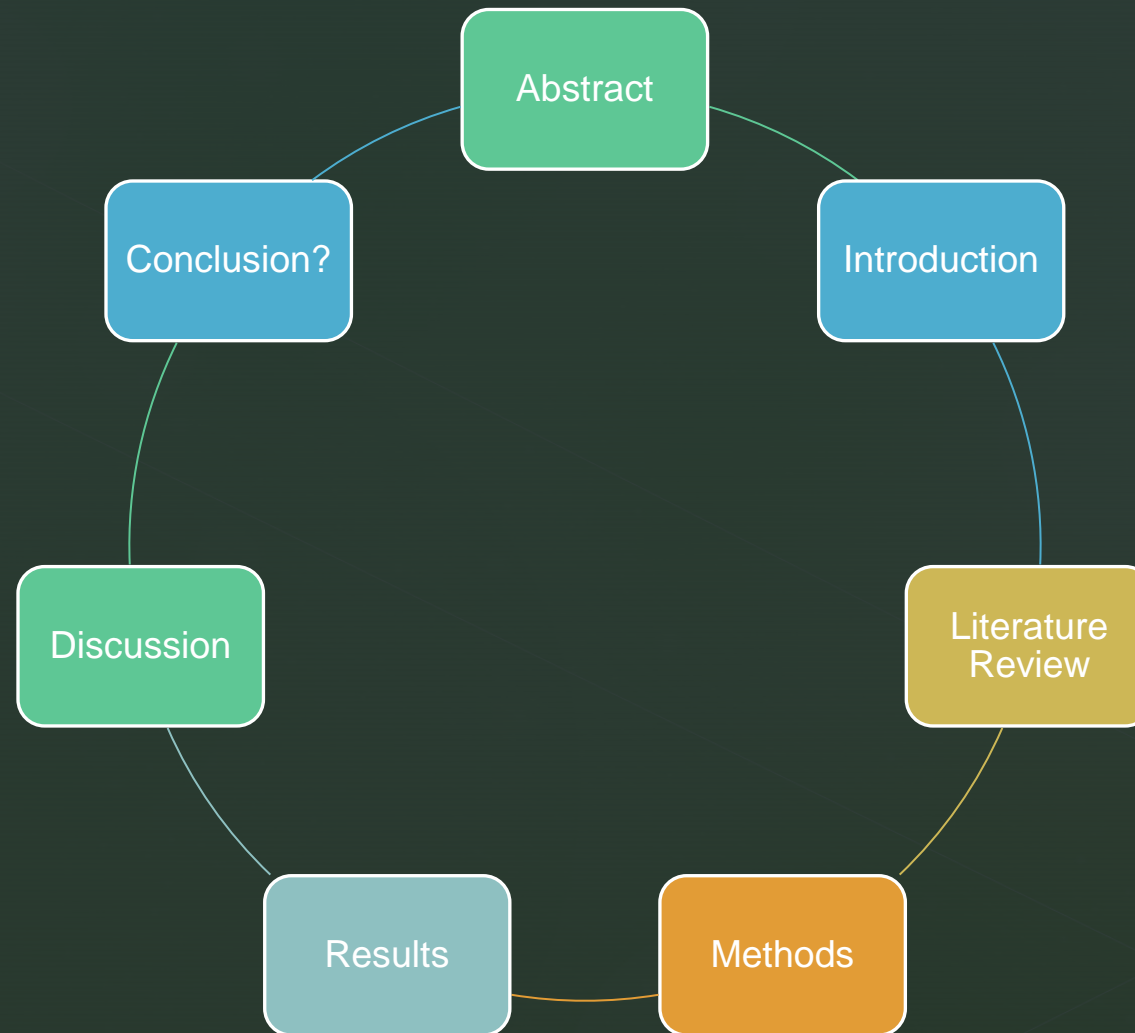 Abstract
Introduction
Literature
Review
Methods
Results
Discussion
Conclusion?